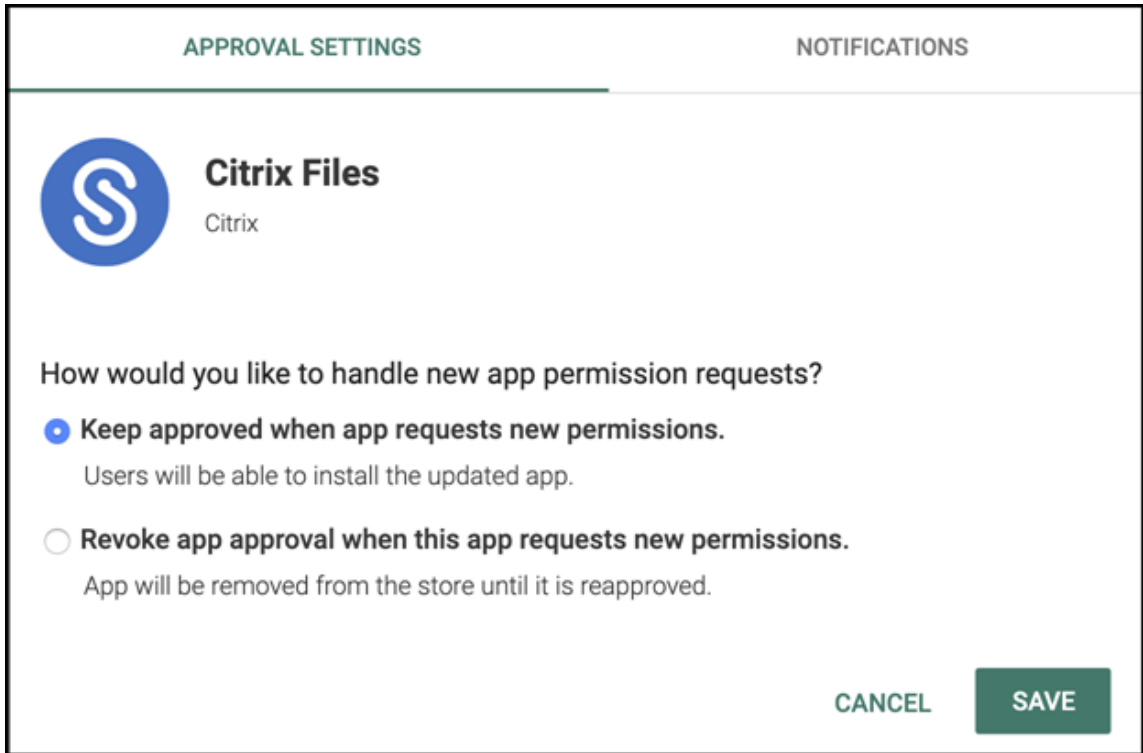 APPROVAL SETTINGS
NOTIFICATIONS
Citrix Files
Citrix
How would you like to handle new app permission requests?
Keep approved when app requests new permissions.
Users will be able to install the updated app.
Revoke app approval when this app requests new permissions.
App will be removed from the store until it is reapproved.
CANCEL
SAVE